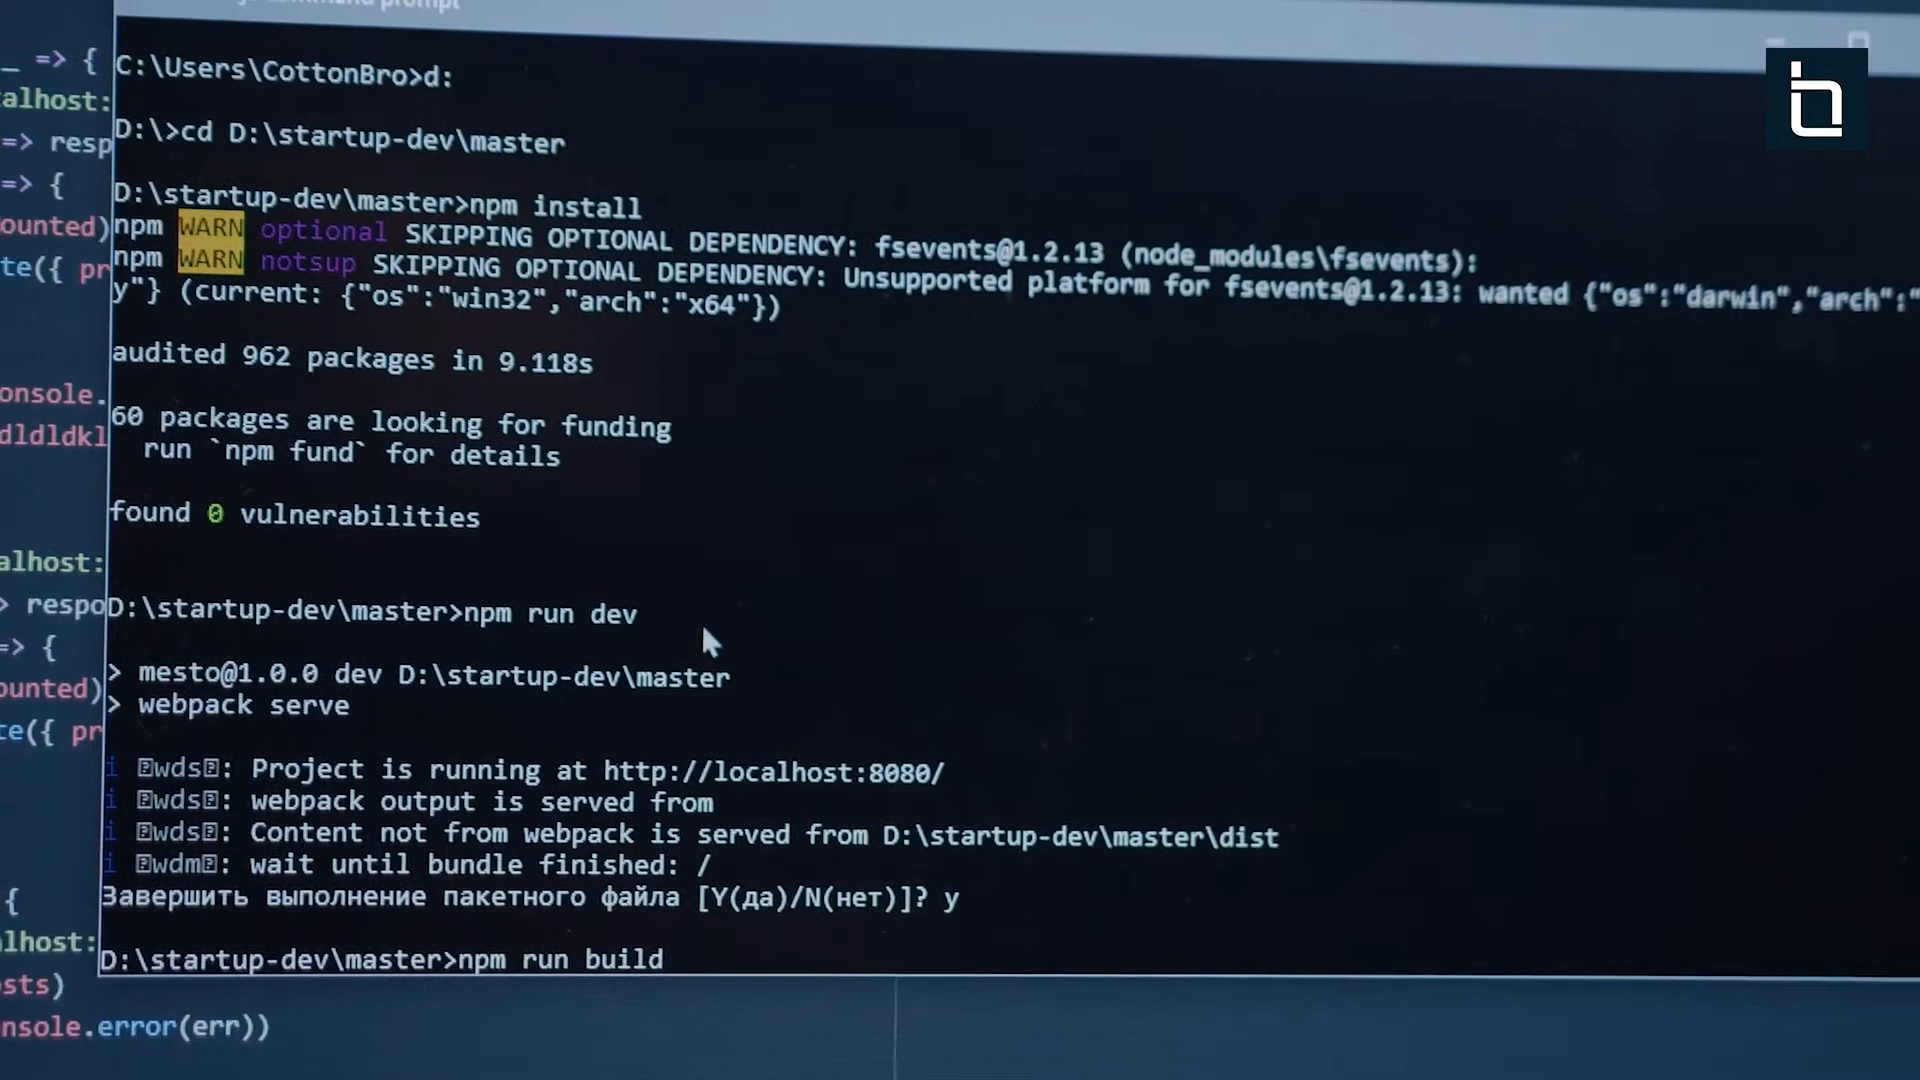 C:\Users\CottonBro>d:
D:\>cd D:\startup-dev\master
D:\startup-dev\master>npm install
npm WARN optional SKIPPING OPTIONAL DEPENDENCY: fsevents@1.2.13 (node_modules\fsevents):
npm WARN notsup SKIPPING OPTIONAL DEPENDENCY: Unsupported platform for fsevents@1.2.13: wanted {"os":"darwin","arch":"
y"} (current: {"os":"win32","arch":"x64"})
audited 962 packages in 9.118s
60 packages are looking for funding
run `npm fund` for details
found 0 vulnerabilities
D:\startup-dev\master>npm run dev
> mesto@1.0.0 dev D:\startup-dev\master
> webpack serve
i wds: Project is running at http://localhost:8080/
i wds: webpack output is served from
i wds: Content not from webpack is served from D:\startup-dev\master\dist
i wdm: wait until bundle finished: /
Завершить выполнение пакетного файла [Y(да)/N(нет)]? y
D:\startup-dev\master>npm run build
_ => {
alhost:
=> resp
=> {
ounted)
te({ pr
onsole.
dldldkl
alhost:
> respo
=> {
ounted)
te({ pr
{
lhost:
sts)
nsole.error(err))